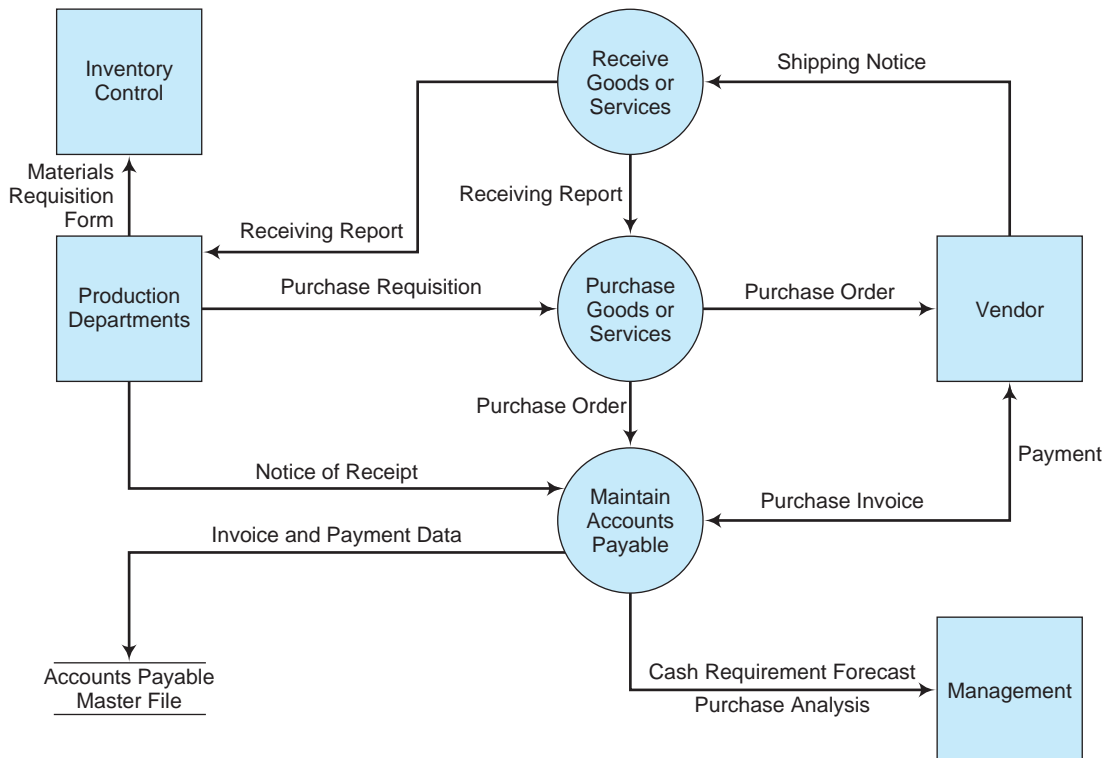 Inventory
Control
Receive
Goods or
Services
Shipping Notice
Materials
Requisition
Form
Receiving Report
Receiving Report
Production
Departments
Purchase Requisition
Purchase
Goods or
Services
Purchase Order
Vendor
Purchase Order
Payment
Notice of Receipt
Maintain
Accounts
Payable
Purchase Invoice
Invoice and Payment Data
Accounts Payable
Master File
Cash Requirement Forecast
Purchase Analysis
Management